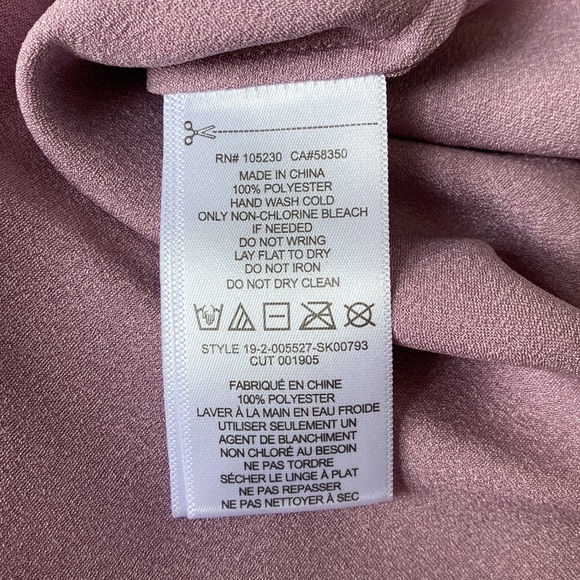 RN# 105230 CA#58350
MADE IN CHINA
100% POLYESTER
HAND WASH COLD
ONLY NON-CHLORINE BLEACH
IF NEEDED
DO NOT WRING
LAY FLAT TO DRY
DO NOT IRON
DO NOT DRY CLEAN
STYLE 19-2-005527-SK00793
CUT 001905
FABRIQUÉ EN CHINE
100% POLYESTER
LAVER À LA MAIN EN EAU FROIDE
UTILISER SEULEMENT UN
AGENT DE BLANCHIMENT
NON CHLORÉ AU BESOIN
NE PAS TORDRE
SÉCHER LE LINGE À PLAT
NE PAS REPASSER
NE PAS NETTOYER À SEC